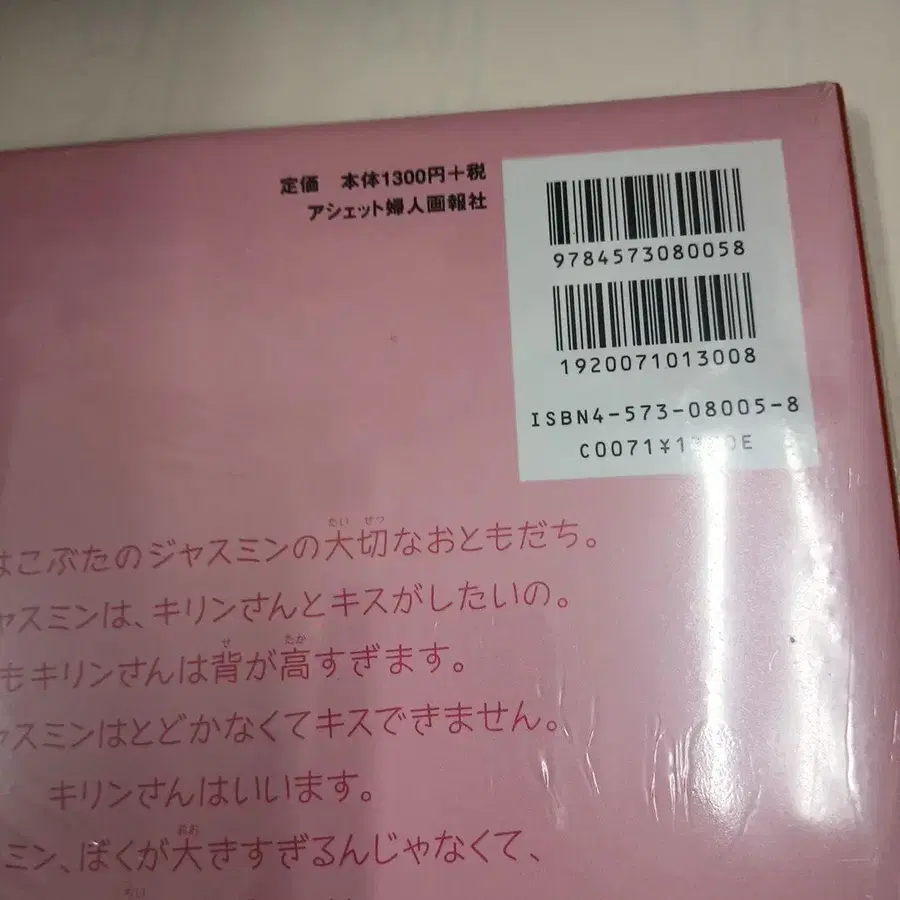 定価 本体1300円+税
アシェット婦人画報社
9784573080058
1920071013008
ISBN4-573-08005-8
C0071¥1
はこぶたのジャスミンの大切なおともだち。
ャスミンは、キリンさんとキスがしたいの。
もキリンさんは背が高すぎます。
ャスミンはとどかなくてキスできません。
キリンさんはいいます。
ミン、ぼくが大きすぎるんじゃなくて、